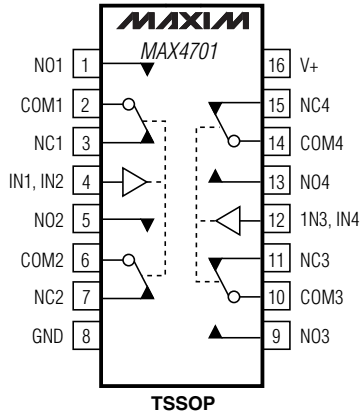 MAXIM
MAX4701
NO1 1
COM1 2
NC1 3
IN1, IN2 4
NO2 5
COM2 6
NC2 7
GND 8
16 V+
15 NC4
14 COM4
13 NO4
12 1N3, IN4
11 NC3
10 COM3
9 NO3
TSSOP